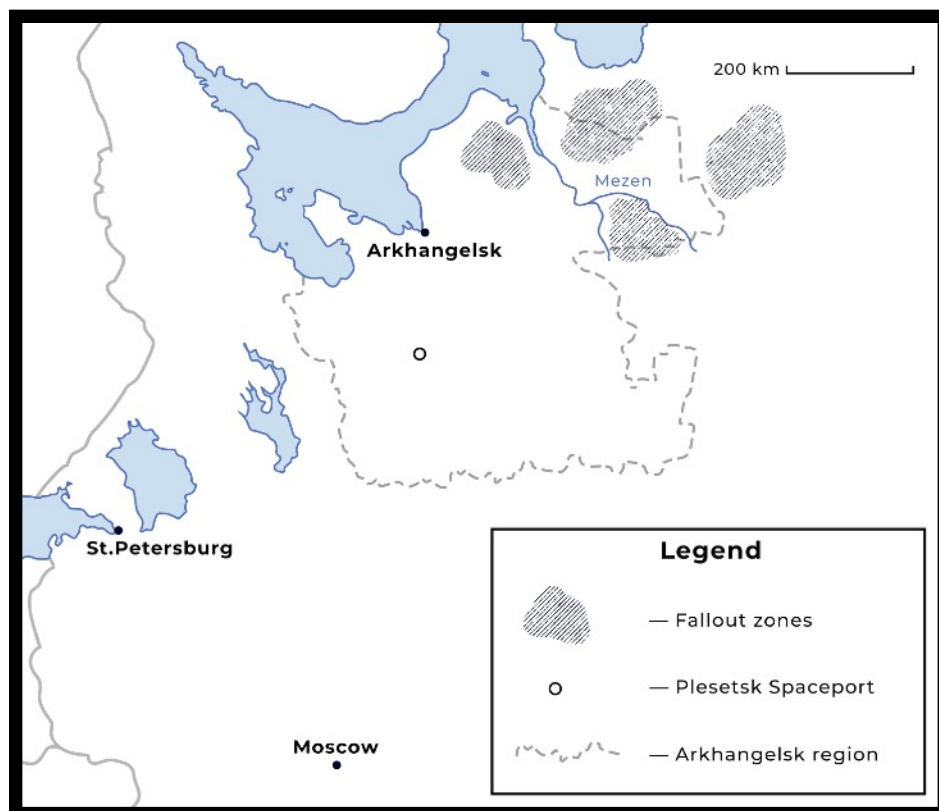 200 km
Mezen
Arkhangelsk
St.Petersburg
Moscow
Legend
— Fallout zones
— Plesetsk Spaceport
— Arkhangelsk region